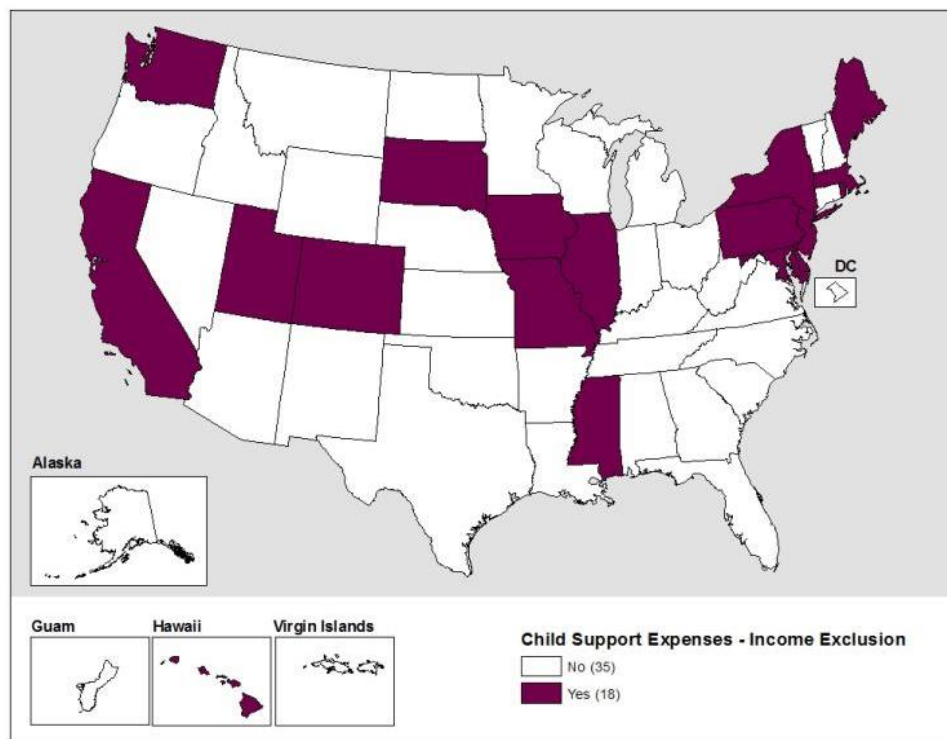 DC
Alaska
Guam
Hawaii
Virgin Islands
Child Support Expenses - Income Exclusion
No (35)
Yes (18)